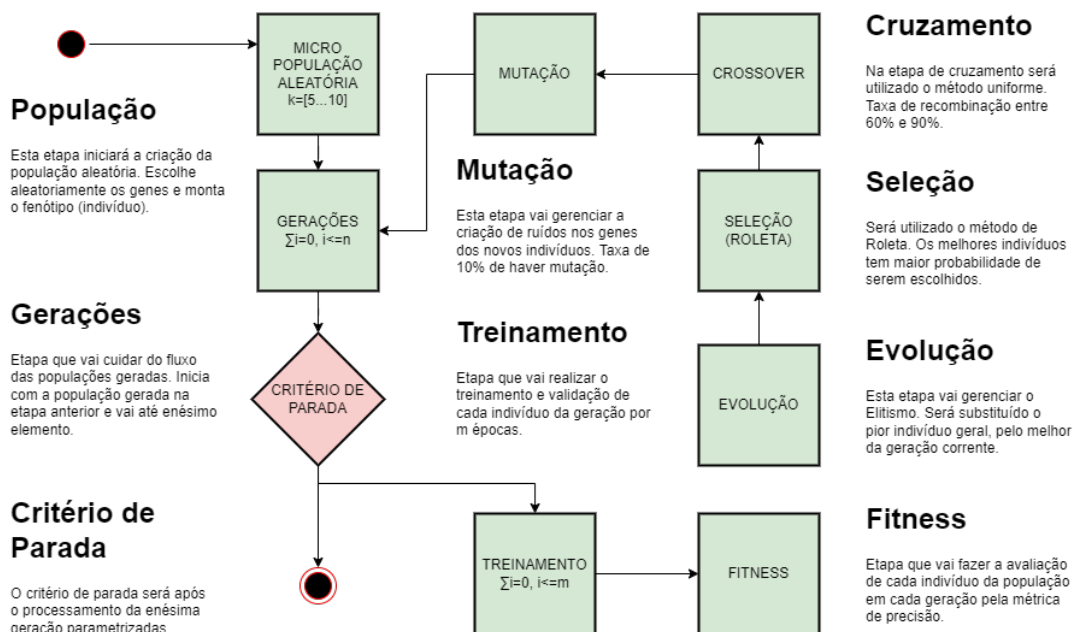 MICRO
POPULAÇÃO
ALEATÓRIA
k=[5...10]
MUTAÇÃO
CROSSOVER
Cruzamento
Na etapa de cruzamento será
utilizado o método uniforme.
Taxa de recombinação entre
60% e 90%.
População
Esta etapa iniciará a criação da
população aleatória. Escolhe
aleatoriamente os genes e monta
o fenótipo (indivíduo).
GERAÇÕES
∑i=0, i<=n
Mutação
Esta etapa vai gerenciar a
criação de ruídos nos genes
dos novos indivíduos. Taxa de
10% de haver mutação.
SELEÇÃO
(ROLETA)
Seleção
Será utilizado o método de
Roleta. Os melhores indivíduos
tem maior probabilidade de
serem escolhidos.
Gerações
Etapa que vai cuidar do fluxo
das populações geradas. Inicia
com a população gerada na
etapa anterior e vai até enésimo
elemento.
CRITÉRIO DE
PARADA
Treinamento
Etapa que vai realizar o
treinamento e validação de
cada indivíduo da geração por
m épocas.
EVOLUÇÃO
Evolução
Esta etapa vai gerenciar o
Elitismo. Será substituído o
pior indivíduo geral, pelo melhor
da geração corrente.
Critério de
Parada
O critério de parada será após
o processamento da enésima
geração parametrizadas
TREINAMENTO
∑i=0, i<=m
FITNESS
Fitness
Etapa que vai fazer a avaliação
de cada indivíduo da população
em cada geração pela métrica
de precisão.